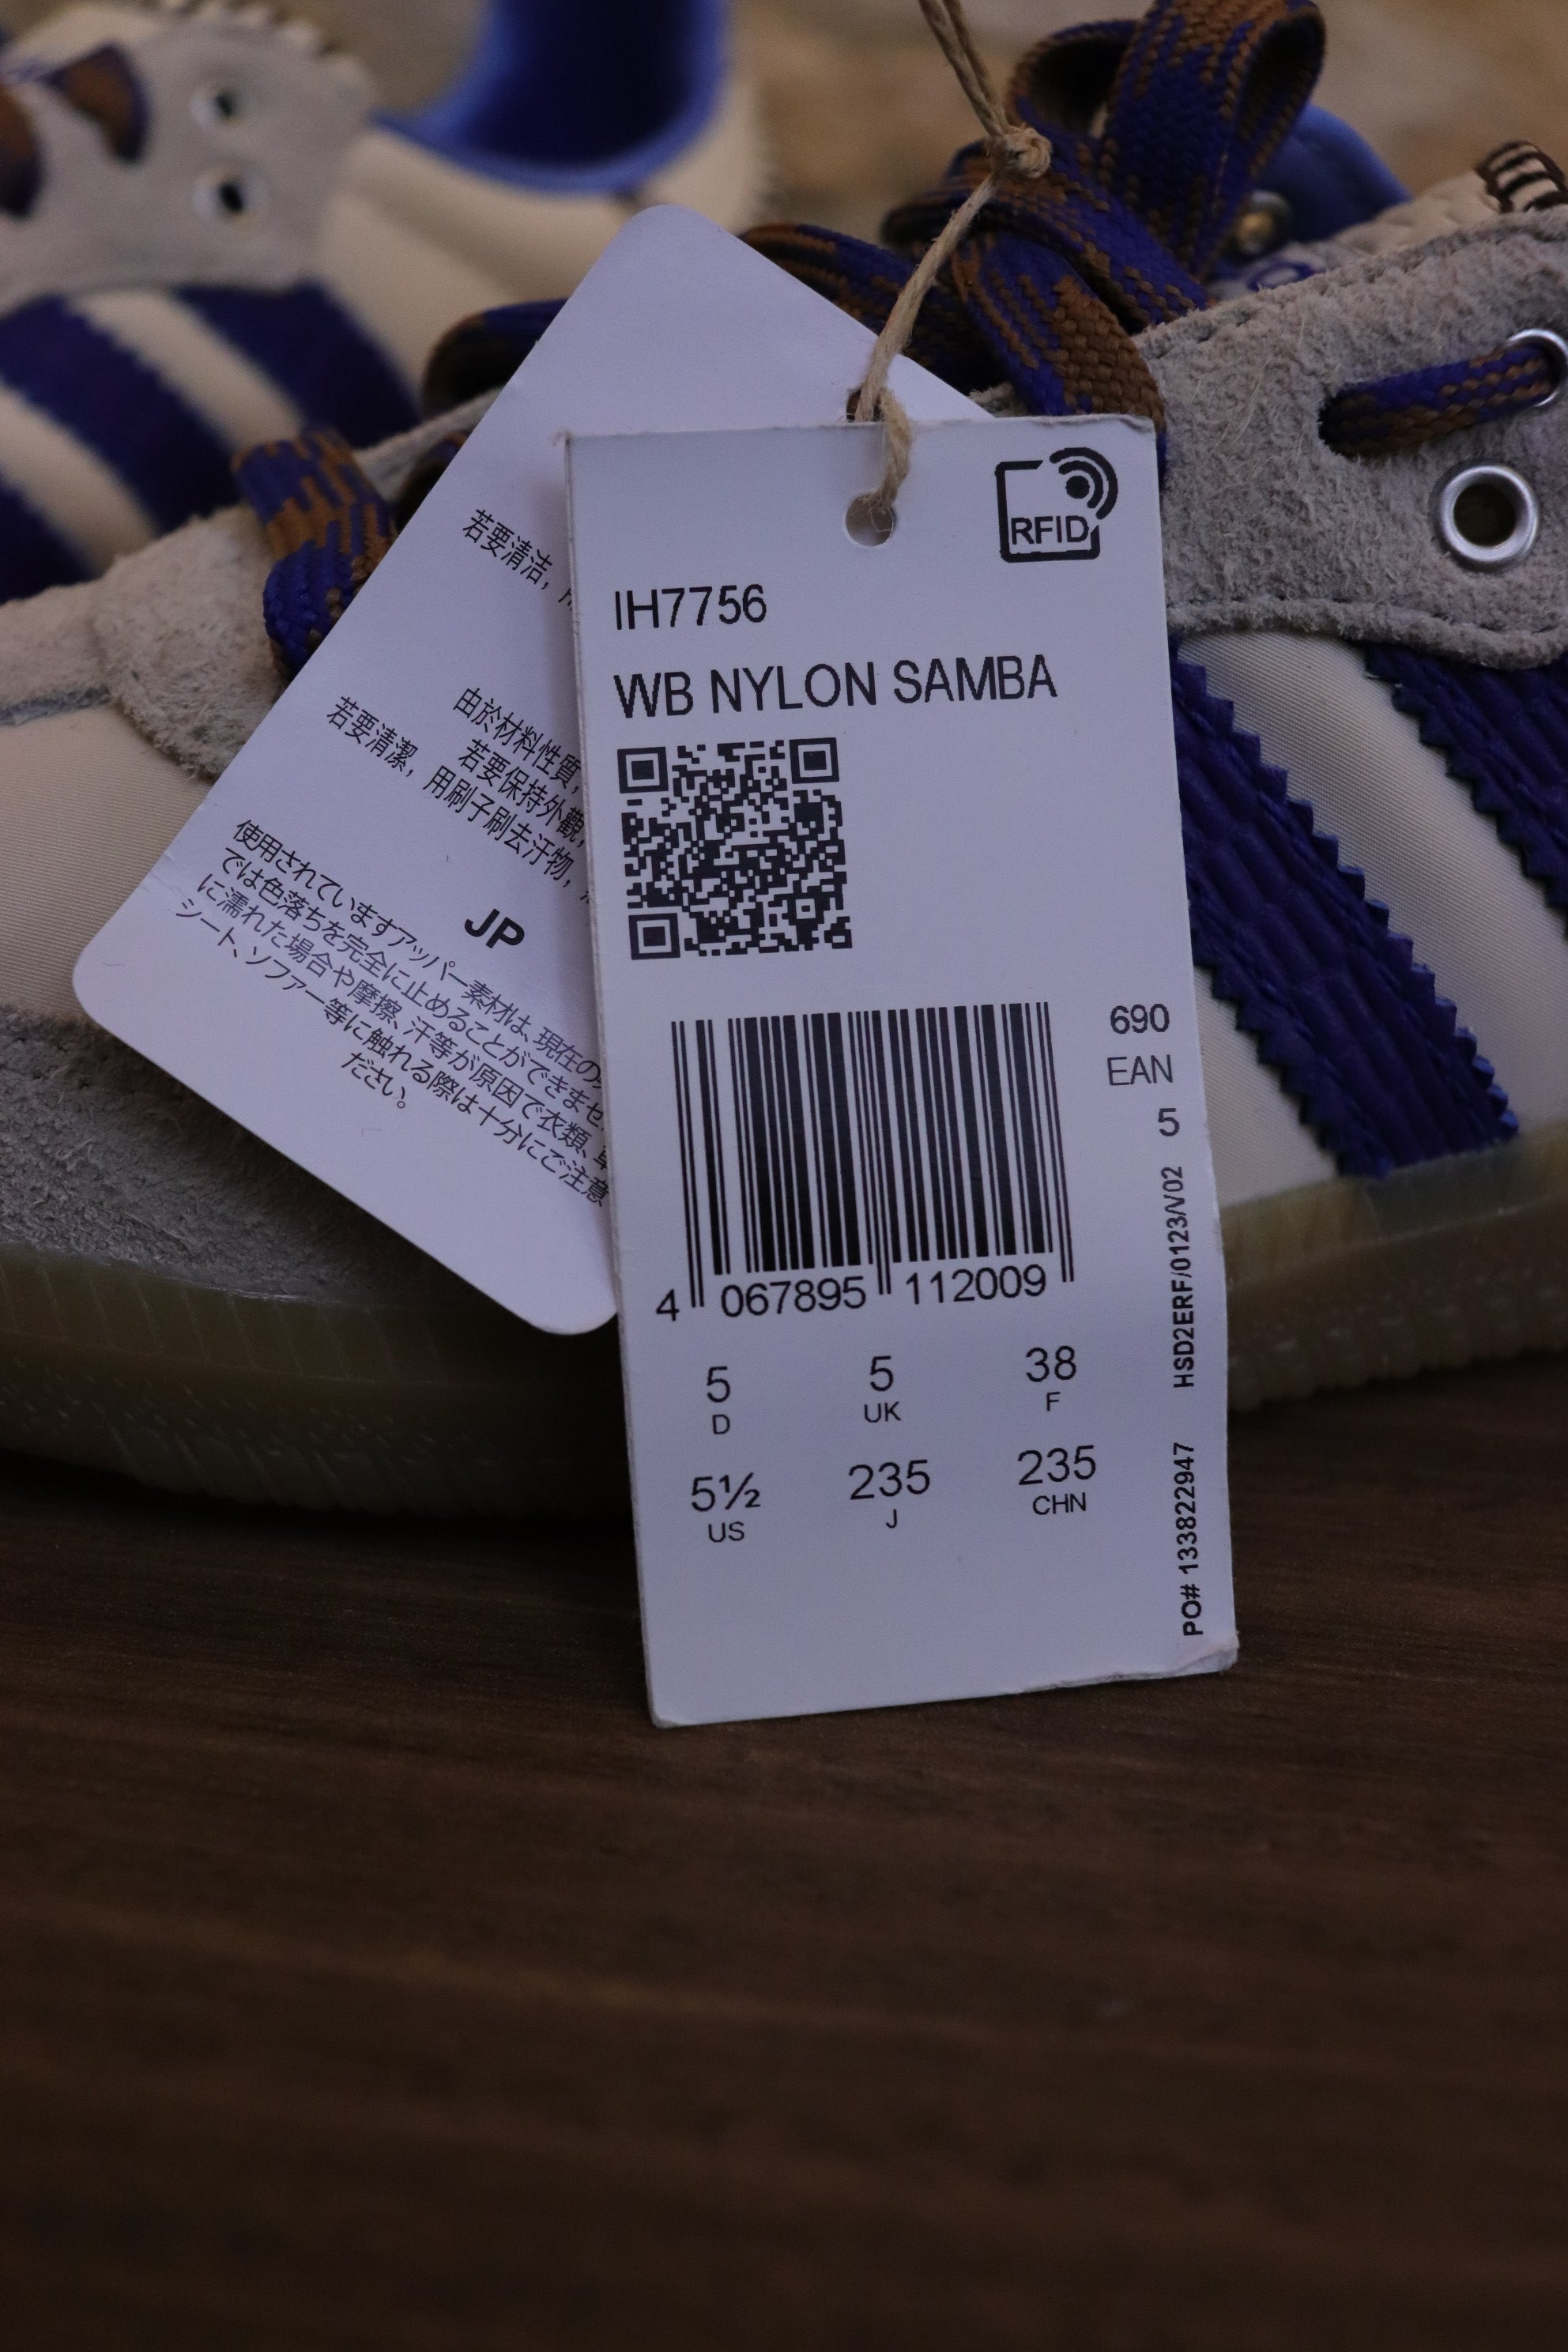 RFID
IH7756
WB NYLON SAMBA
690
EAN
5
4 067895 112009
5 5 38
D UK F
5½ 235 235
US J CHN
HSD2ERF/0123/V02
PO# 133822947
若要清洁,
由於材料性質,
若要保持外觀,
若要清潔, 用刷子刷去汙物,
JP
使用されていますアッパー素材は、現在の
では色落ちを完全に止めることができませ
に濡れた場合や摩擦、汗等が原因で衣類、
シート、ソファー等に触れる際は十分にご注意
ださい。